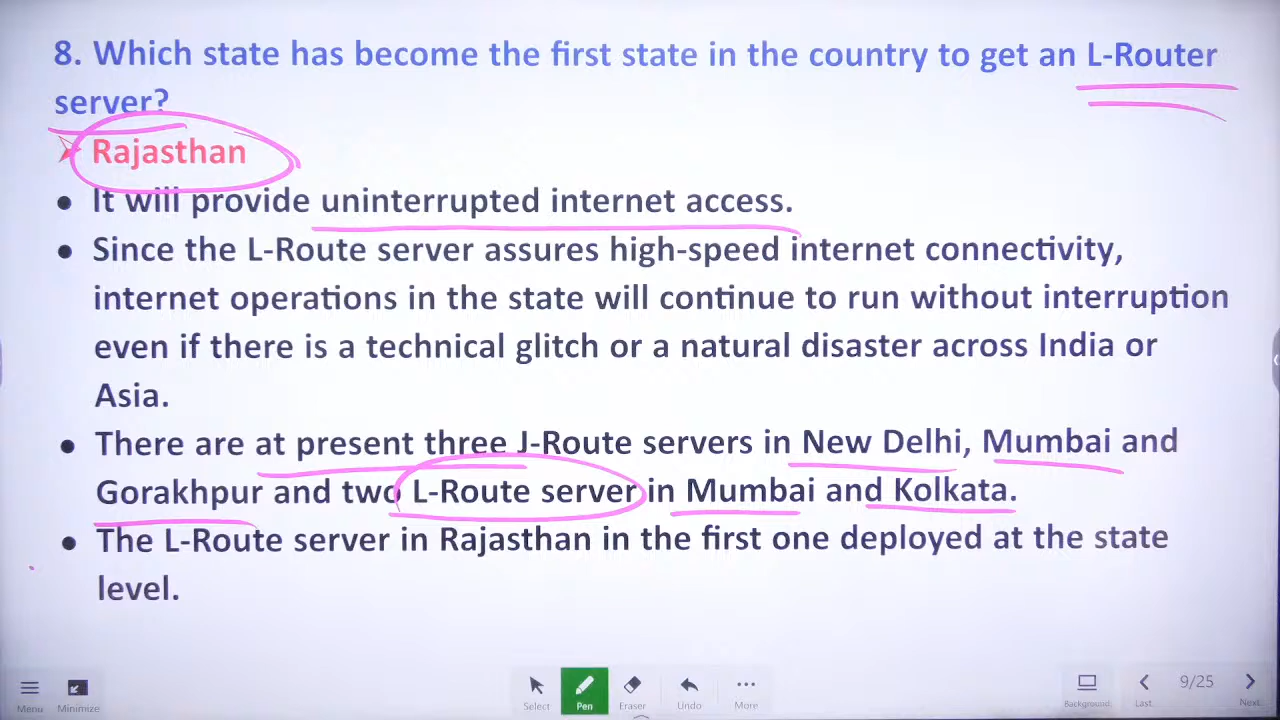 8. Which state has become the first state in the country to get an L-Router
server?
Rajasthan
It will provide uninterrupted internet access.
Since the L-Route server assures high-speed internet connectivity,
internet operations in the state will continue to run without interruption
even if there is a technical glitch or a natural disaster across India or
Asia.
There are at present three J-Route servers in New Delhi, Mumbai and
Gorakhpur and two L-Route server in Mumbai and Kolkata.
The L-Route server in Rajasthan in the first one deployed at the state
level.
Menu Minimize Select Pen Eraser Undo More Background Last 9/25 Next